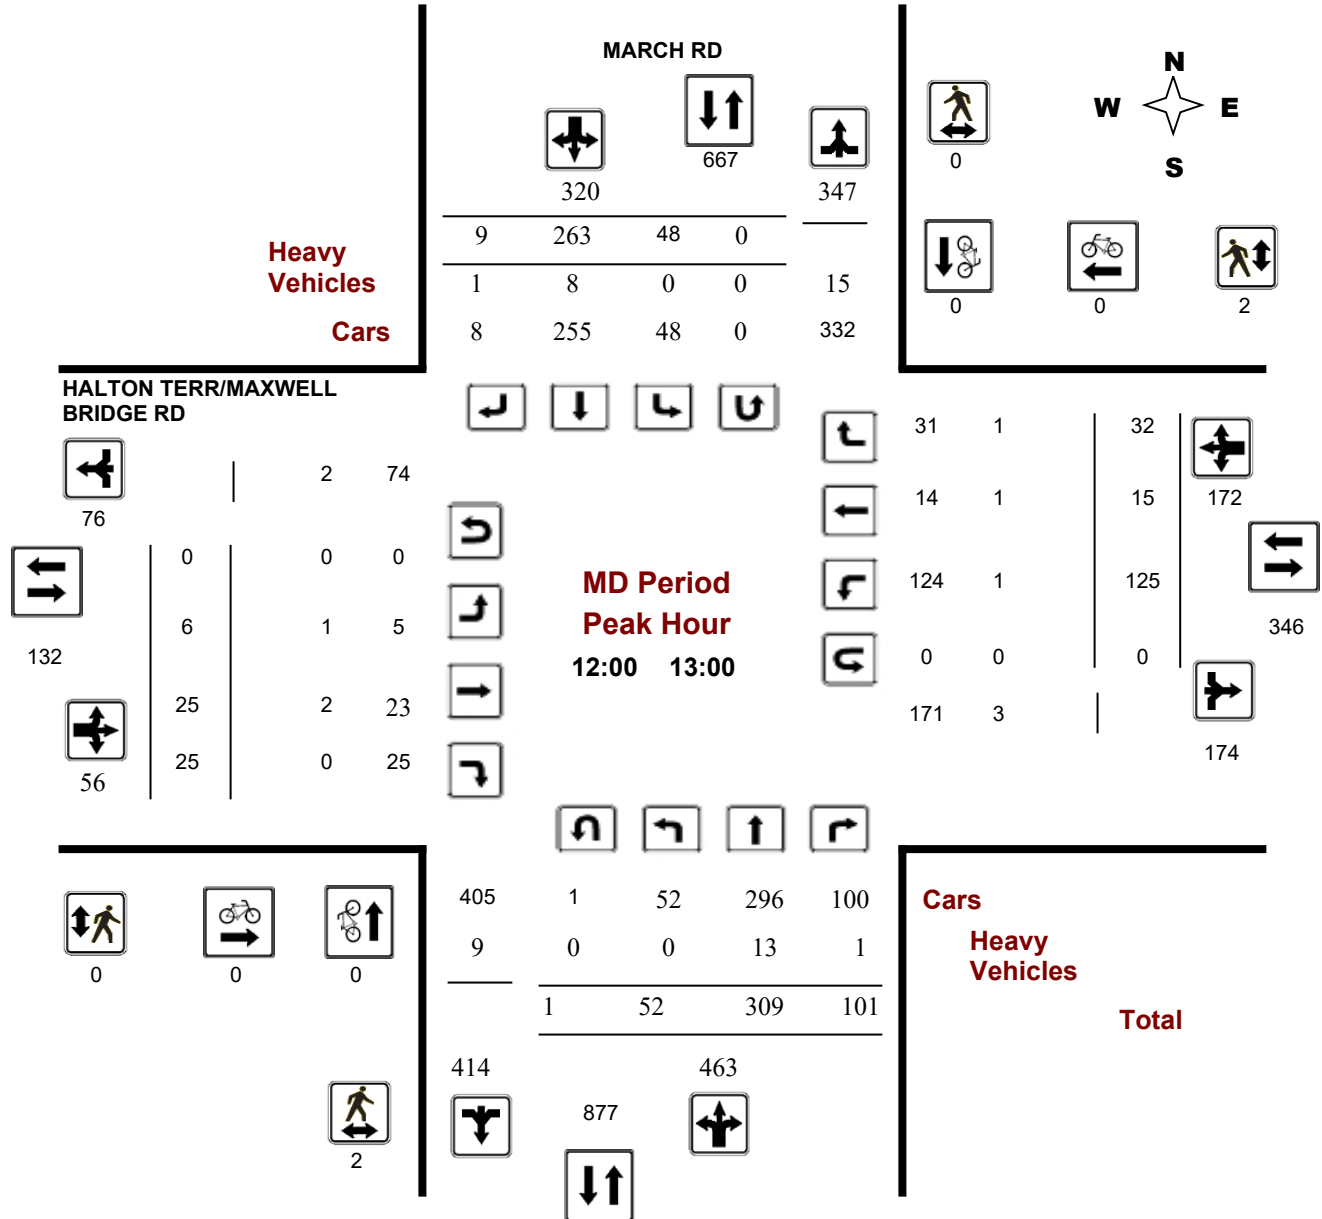 MARCH RD
N
W E
S
667
0
320 347
9 263 48 0
Heavy
Vehicles
1 8 0 0 15
0 0 2
Cars 8 255 48 0 332
HALTON TERR/MAXWELL
BRIDGE RD
31 1 32
2 74
14 1 15 172
76
0 0 0
MD Period
124 1 125
Peak Hour
6 1 5
346
132
12:00 13:00
0 0 0
25 2 23
171 3
174
25 0 25
56
405 1 52 296 100 Cars
9 0 0 13 1
Heavy
Vehicles
0 0 0
1 52 309 101
Total
414 463
877
2